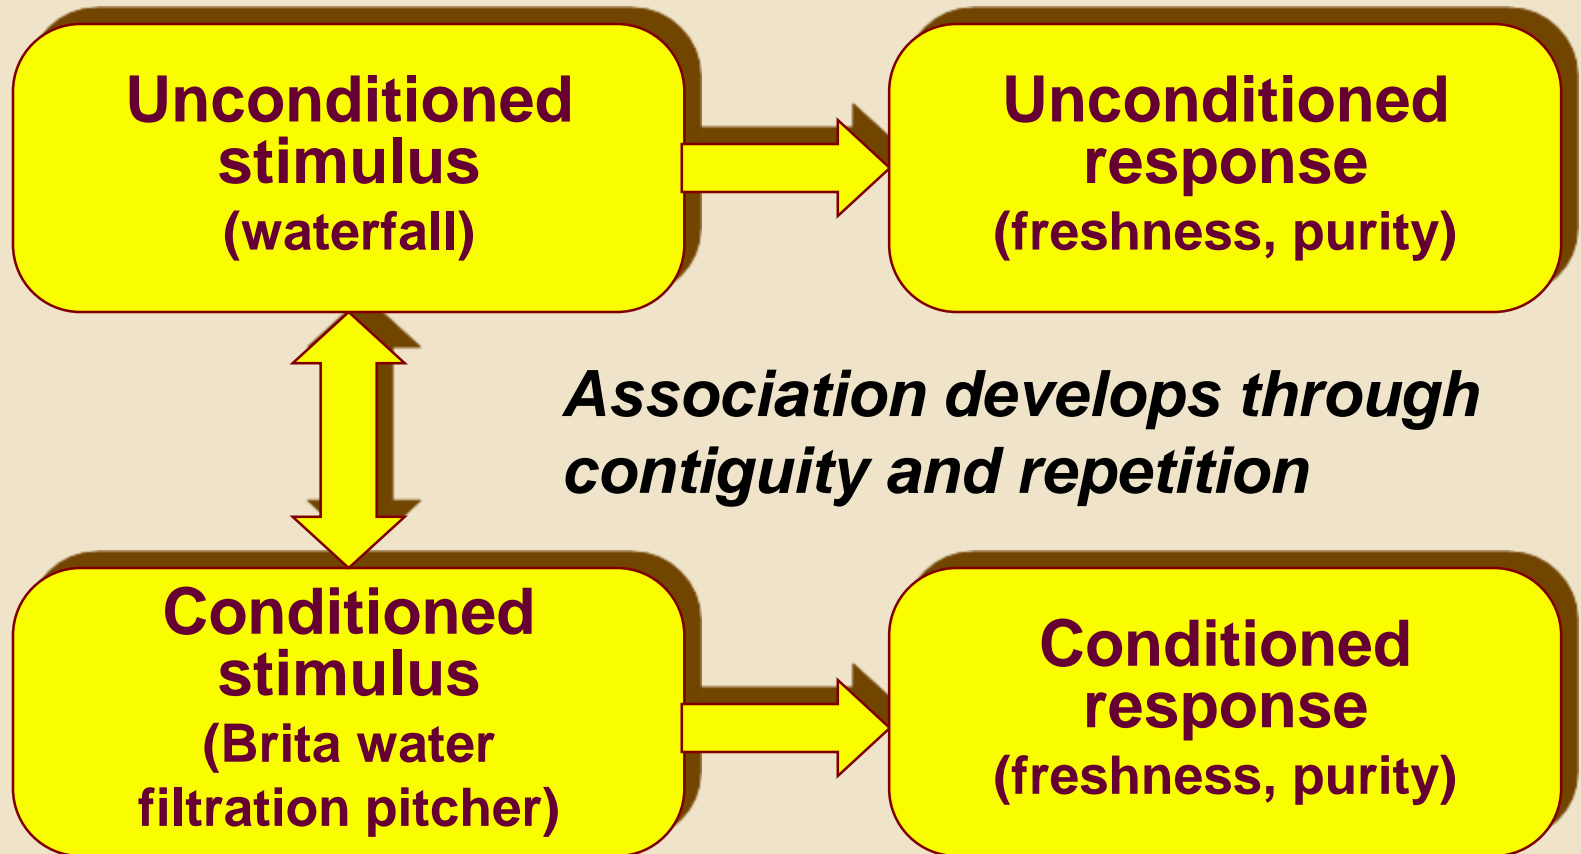 Unconditioned
stimulus
(waterfall)
Unconditioned
response
(freshness, purity)
Association develops through
contiguity and repetition
Conditioned
stimulus
(Brita water
filtration pitcher)
Conditioned
response
(freshness, purity)